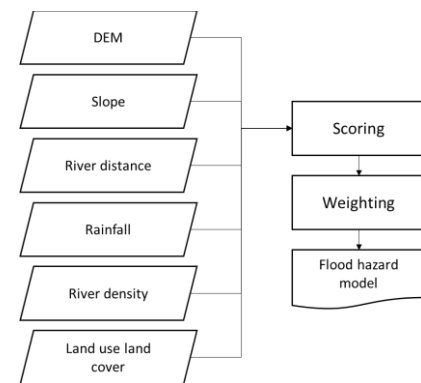 DEM
Slope
River distance
Rainfall
River density
Land use land
cover
Scoring
Weighting
Flood hazard
model